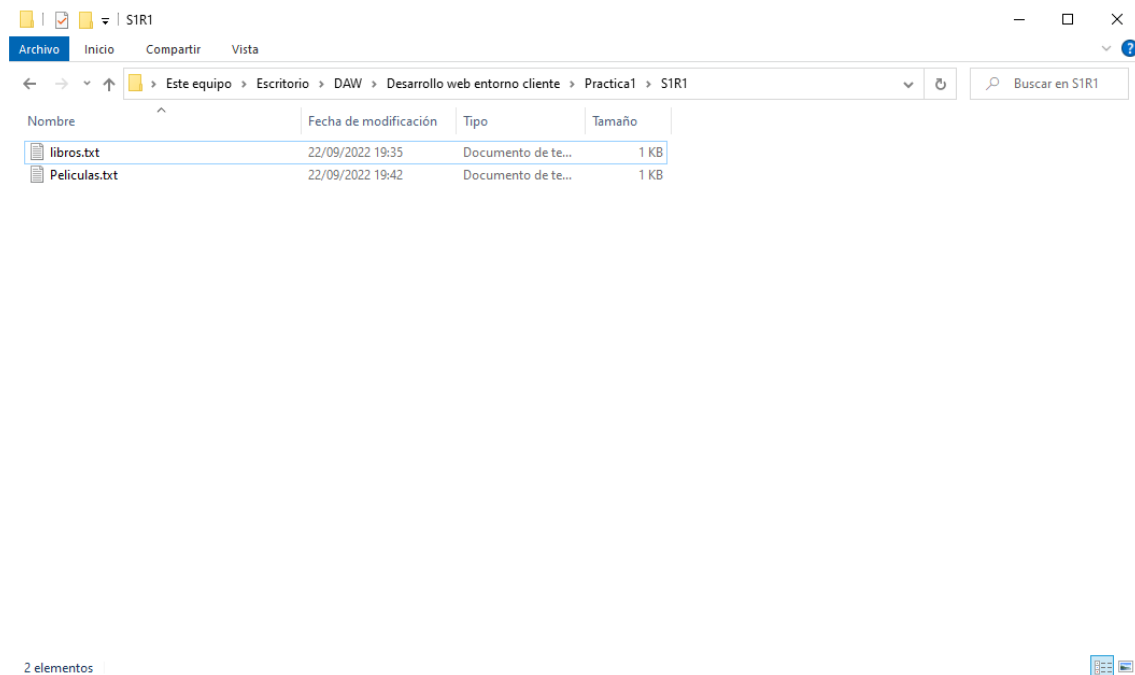 S1R1
Archivo Inicio Compartir Vista ?
Este equipo > Escritorio > DAW > Desarrollo web entorno cliente > Practica1 > S1R1 Buscar en S1R1
Nombre Fecha de modificación Tipo Tamaño
libros.txt 22/09/2022 19:35 Documento de te... 1 KB
Peliculas.txt 22/09/2022 19:42 Documento de te... 1 KB
2 elementos